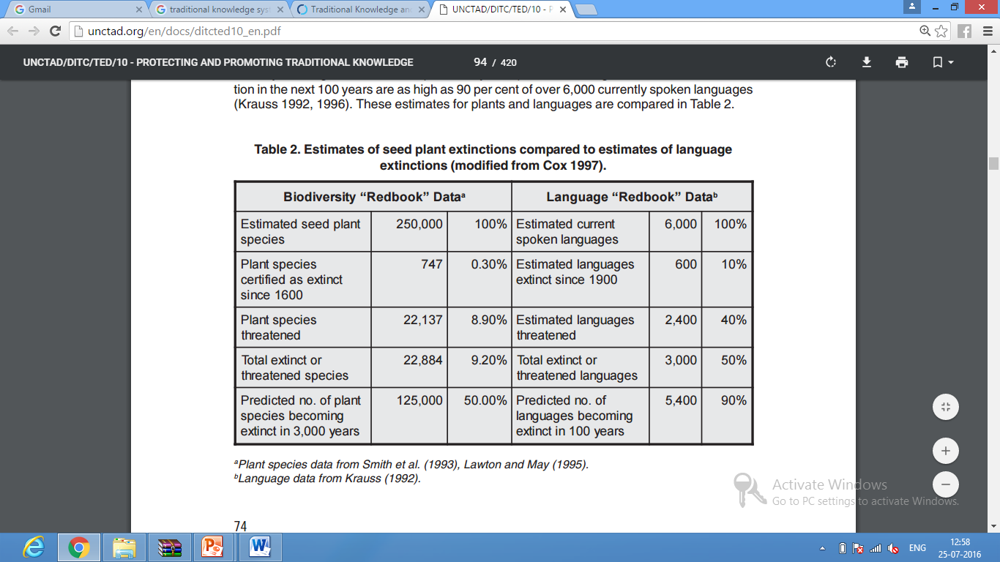 Gmail
traditional knowledge sys
Traditional Knowledge an
UNCTAD/DITC/TED/10 - P
unctad.org/en/docs/ditcted10_en.pdf
UNCTAD/DITC/TED/10 - PROTECTING AND PROMOTING TRADITIONAL KNOWLEDGE
94 / 420
tion in the next 100 years are as high as 90 per cent of over 6,000 currently spoken languages
(Krauss 1992, 1996). These estimates for plants and languages are compared in Table 2.
Table 2. Estimates of seed plant extinctions compared to estimates of language
extinctions (modified from Cox 1997).
Biodiversity “Redbook” Dataᵃ Language “Redbook” Dataᵇ
Estimated seed plant 250,000 100% Estimated current 6,000 100%
species spoken languages
Plant species 747 0.30% Estimated languages 600 10%
certified as extinct extinct since 1900
since 1600
Plant species 22,137 8.90% Estimated languages 2,400 40%
threatened threatened
Total extinct or 22,884 9.20% Total extinct or 3,000 50%
threatened species threatened languages
Predicted no. of plant 125,000 50.00% Predicted no. of 5,400 90%
species becoming languages becoming
extinct in 3,000 years extinct in 100 years
ᵃPlant species data from Smith et al. (1993), Lawton and May (1995).
ᵇLanguage data from Krauss (1992).
Activate Windows
Go to PC settings to activate Windows.
74
ENG
12:58
25-07-2016